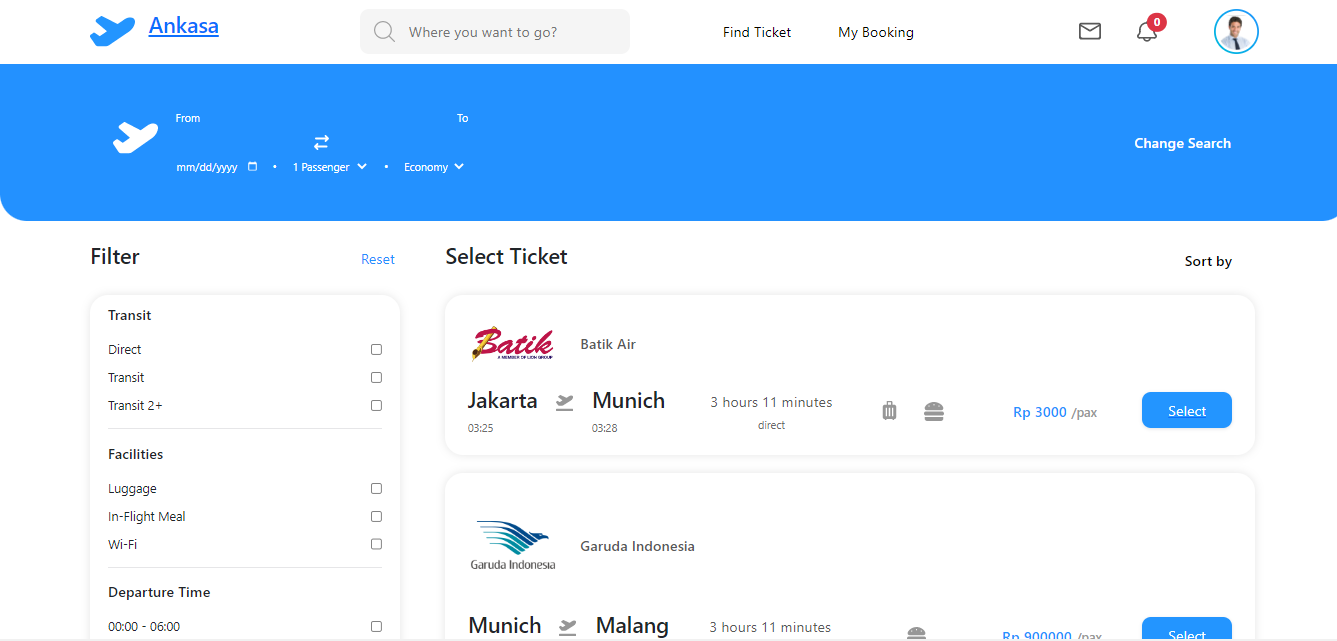 Ankasa
Where you want to go?
Find Ticket
My Booking
0
From
To
mm/dd/yyyy
•
1 Passenger
•
Economy
Change Search
Filter
Reset
Transit
Direct
Transit
Transit 2+
Facilities
Luggage
In-Flight Meal
Wi-Fi
Departure Time
00:00 - 06:00
Select Ticket
Sort by
Batik
A MEMBER OF LION GROUP
Batik Air
Jakarta
Munich
03:25
03:28
3 hours 11 minutes
direct
Rp 3000 /pax
Select
Garuda Indonesia
Garuda Indonesia
Munich
Malang
3 hours 11 minutes
Rp 900000 /pax
Select